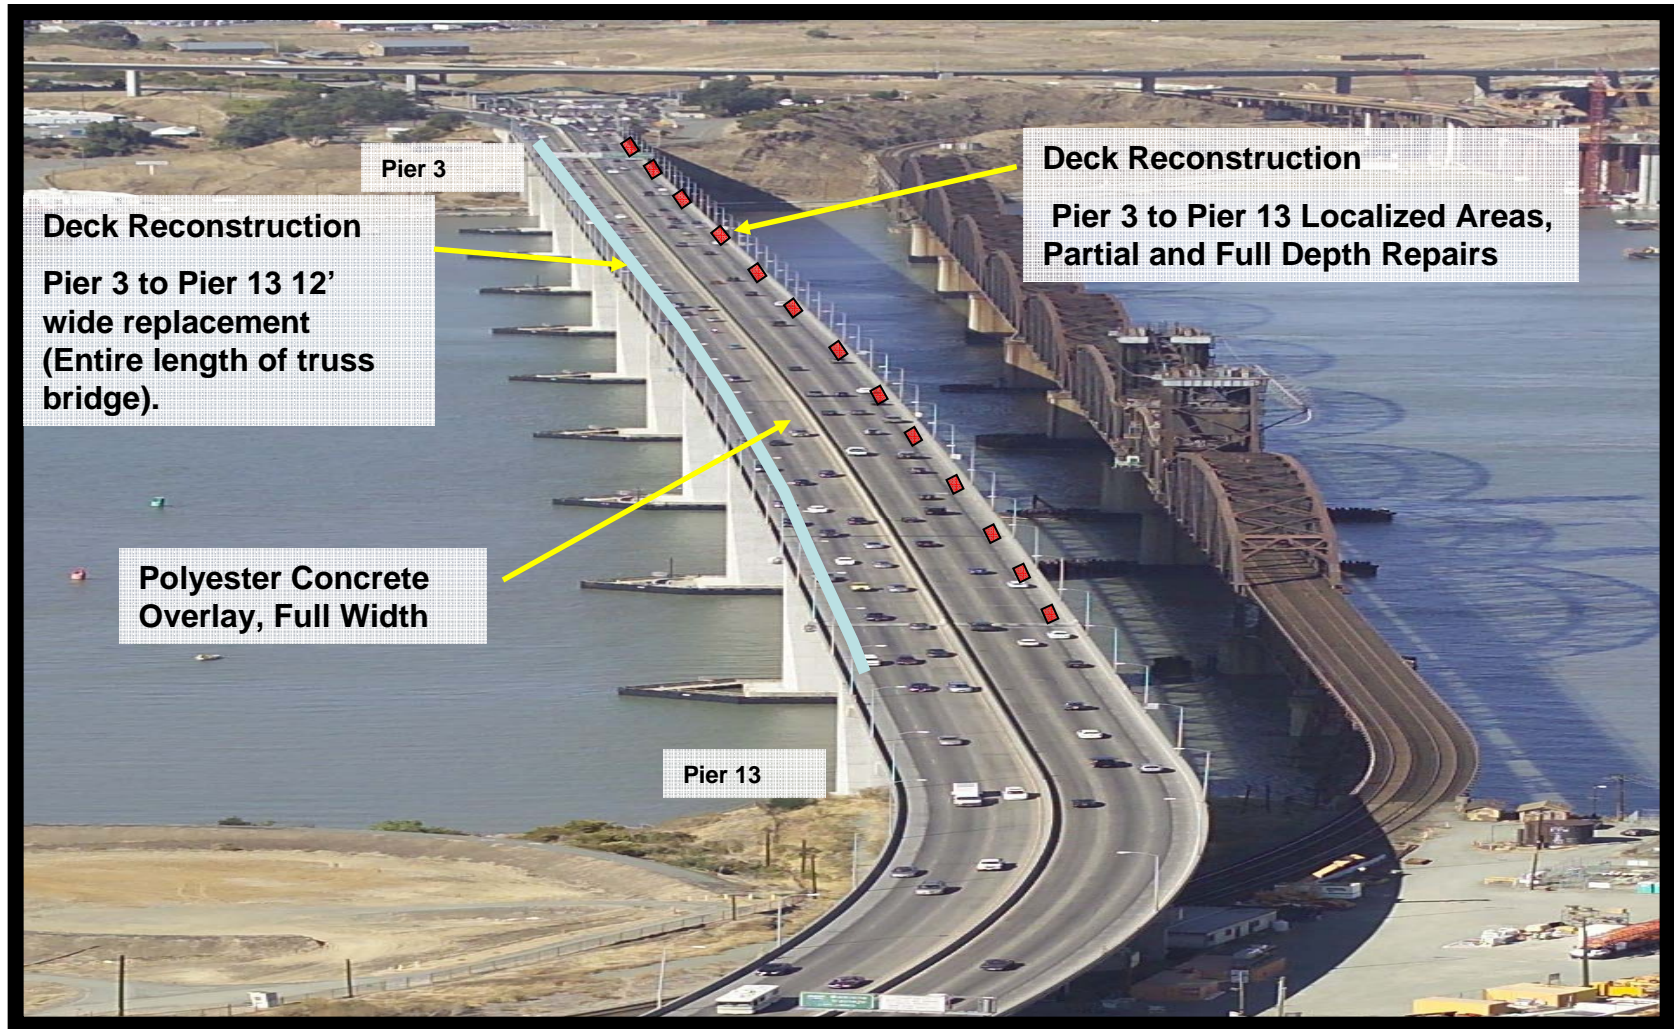 Pier 3
Deck Reconstruction
Pier 3 to Pier 13 12’
wide replacement
(Entire length of truss
bridge).
Deck Reconstruction
Pier 3 to Pier 13 Localized Areas,
Partial and Full Depth Repairs
Polyester Concrete
Overlay, Full Width
Pier 13